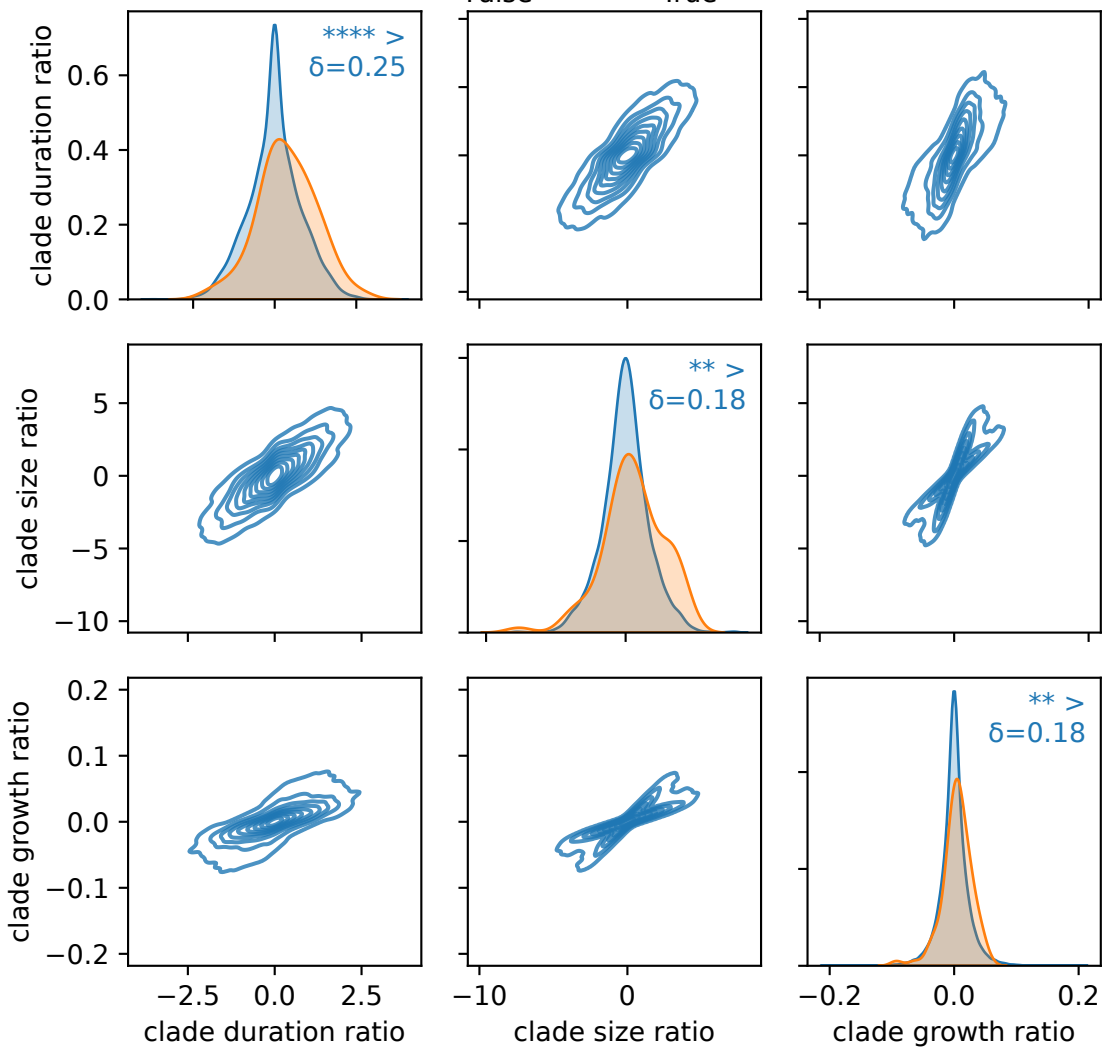 False True
clade duration ratio
0.6
0.4
0.2
0.0
**** >
δ=0.25
clade size ratio
5
0
−5
−10
** >
δ=0.18
clade growth ratio
0.2
0.1
0.0
−0.1
−0.2
** >
δ=0.18
−2.5 0.0 2.5
−10 0
−0.2 0.0 0.2
clade duration ratio
clade size ratio
clade growth ratio